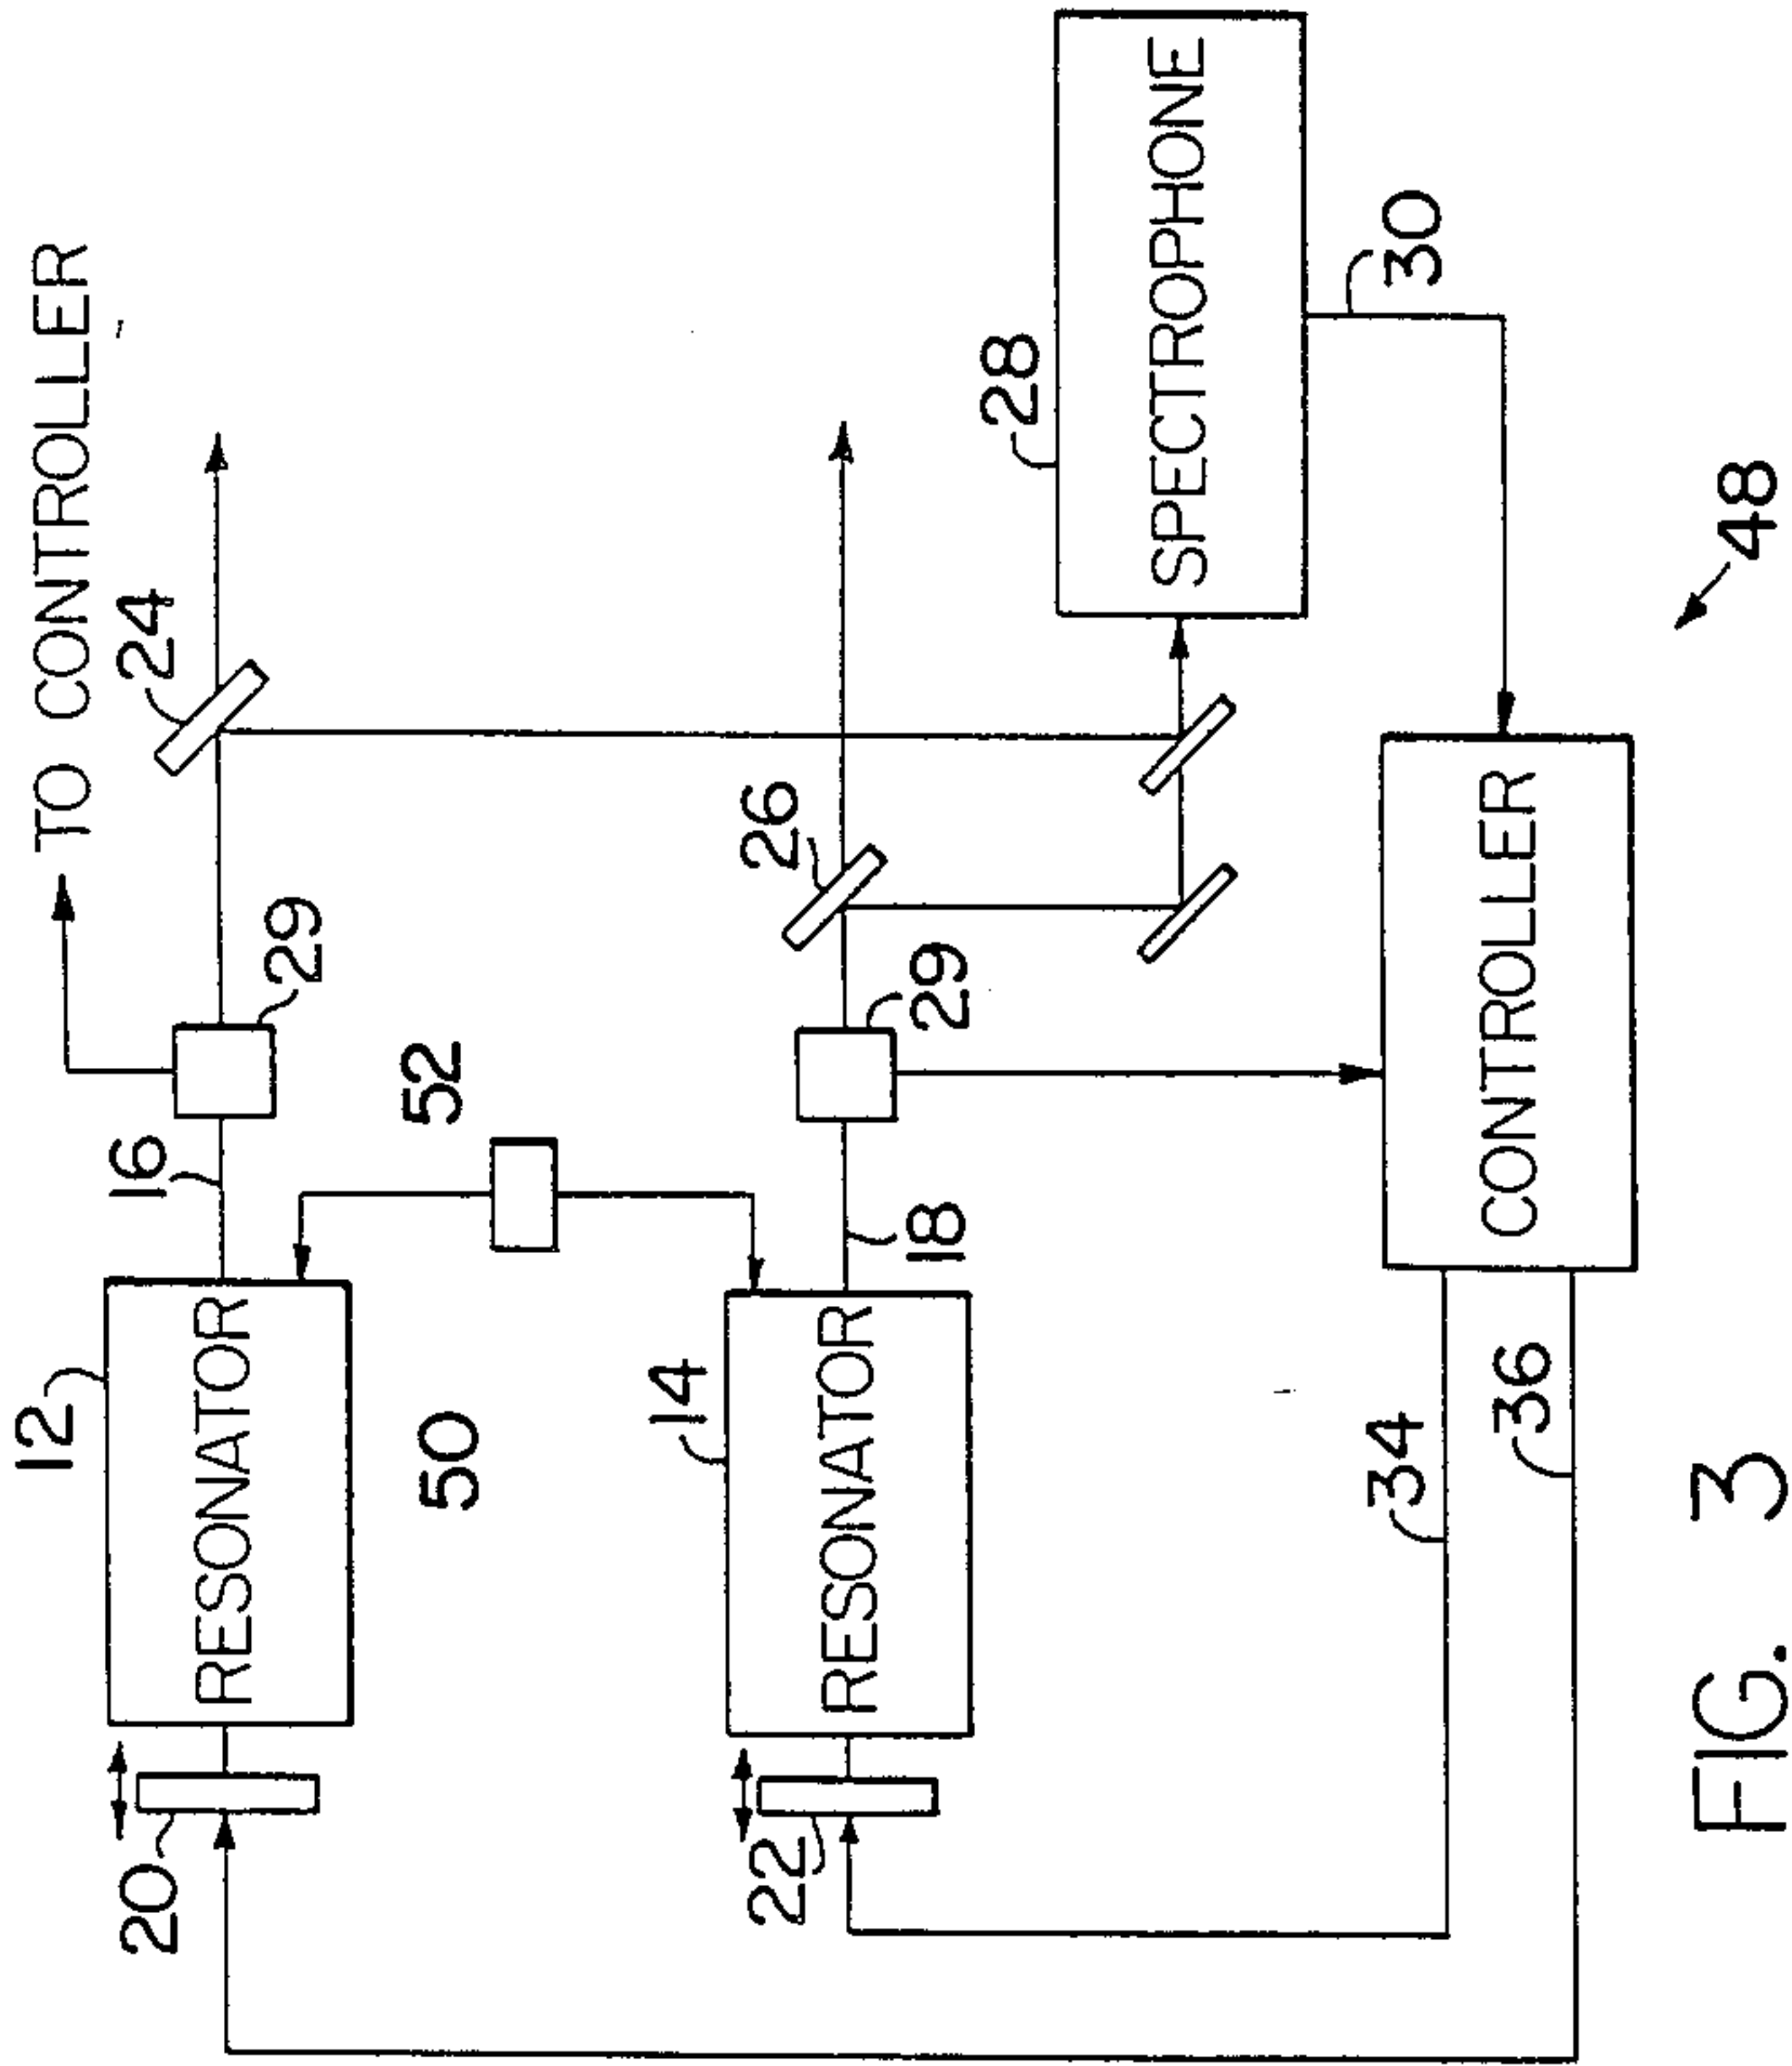 TO CONTROLLER
12
16
29
24
20
RESONATOR
50
52
14
18
29
26
22
RESONATOR
28
SPECTROPHONE
34
36
CONTROLLER
30
48
FIG. 3